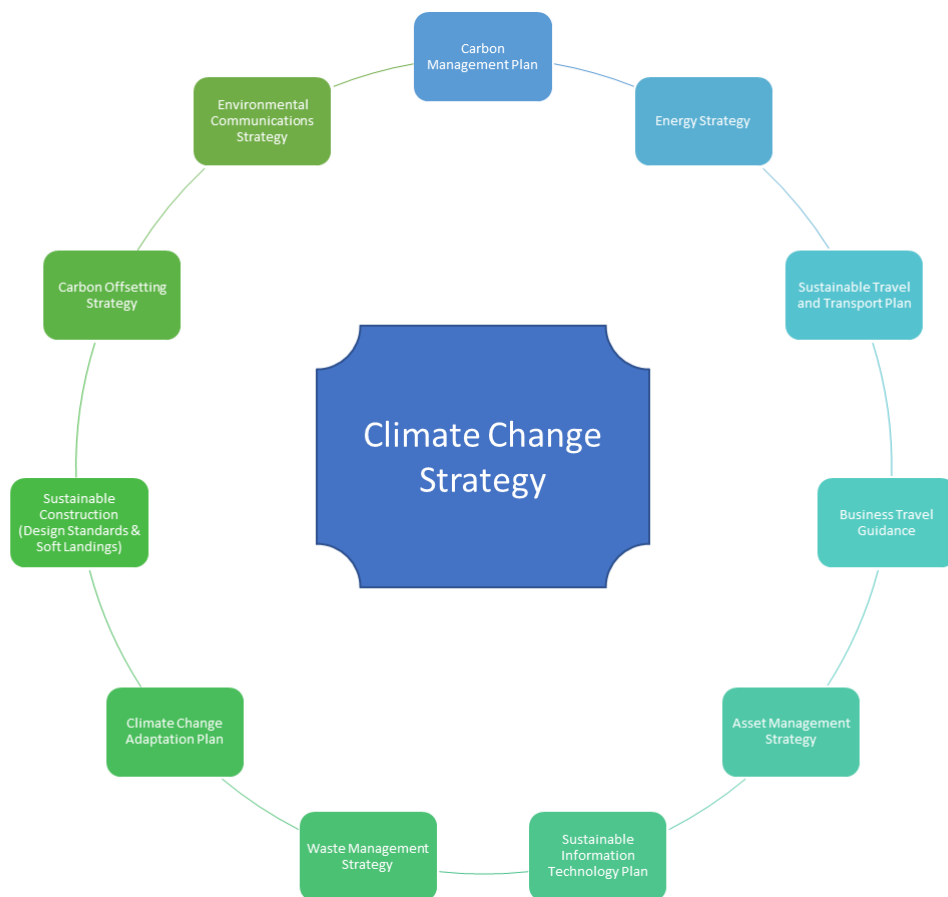 Carbon
Management Plan
Energy Strategy
Sustainable Travel
and Transport Plan
Business Travel
Guidance
Asset Management
Strategy
Sustainable
Information
Technology Plan
Waste Management
Strategy
Climate Change
Adaptation Plan
Sustainable
Construction
(Design Standards &
Soft Landings)
Carbon Offsetting
Strategy
Environmental
Communications
Strategy
Climate Change
Strategy